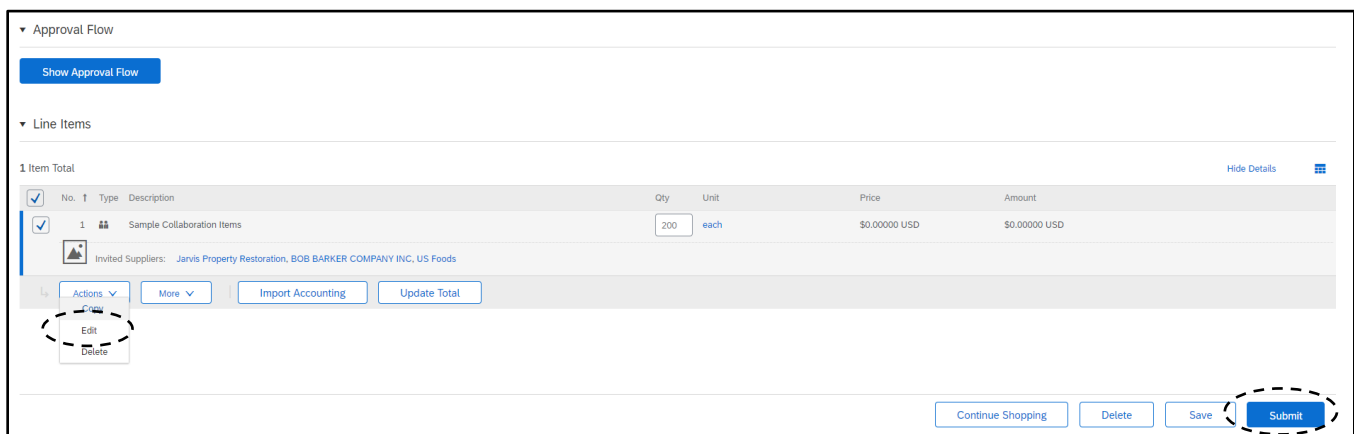 Approval Flow
Show Approval Flow
Line Items
1 Item Total Hide Details
No. ↑ Type Description Qty Unit Price Amount
1 Sample Collaboration Items 200 each $0.00000 USD $0.00000 USD
Invited Suppliers: Jarvis Property Restoration, BOB BARKER COMPANY INC, US Foods
Actions More Import Accounting Update Total
Copy
Edit
Delete
Continue Shopping Delete Save Submit